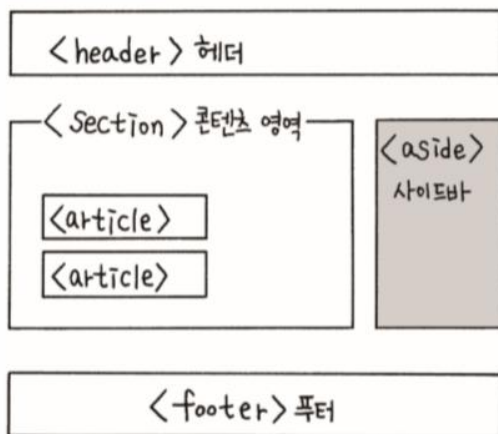 <header> 헤더
<section> 콘텐츠 영역
<article>
<article>
<aside>
사이드바
<footer> 푸터